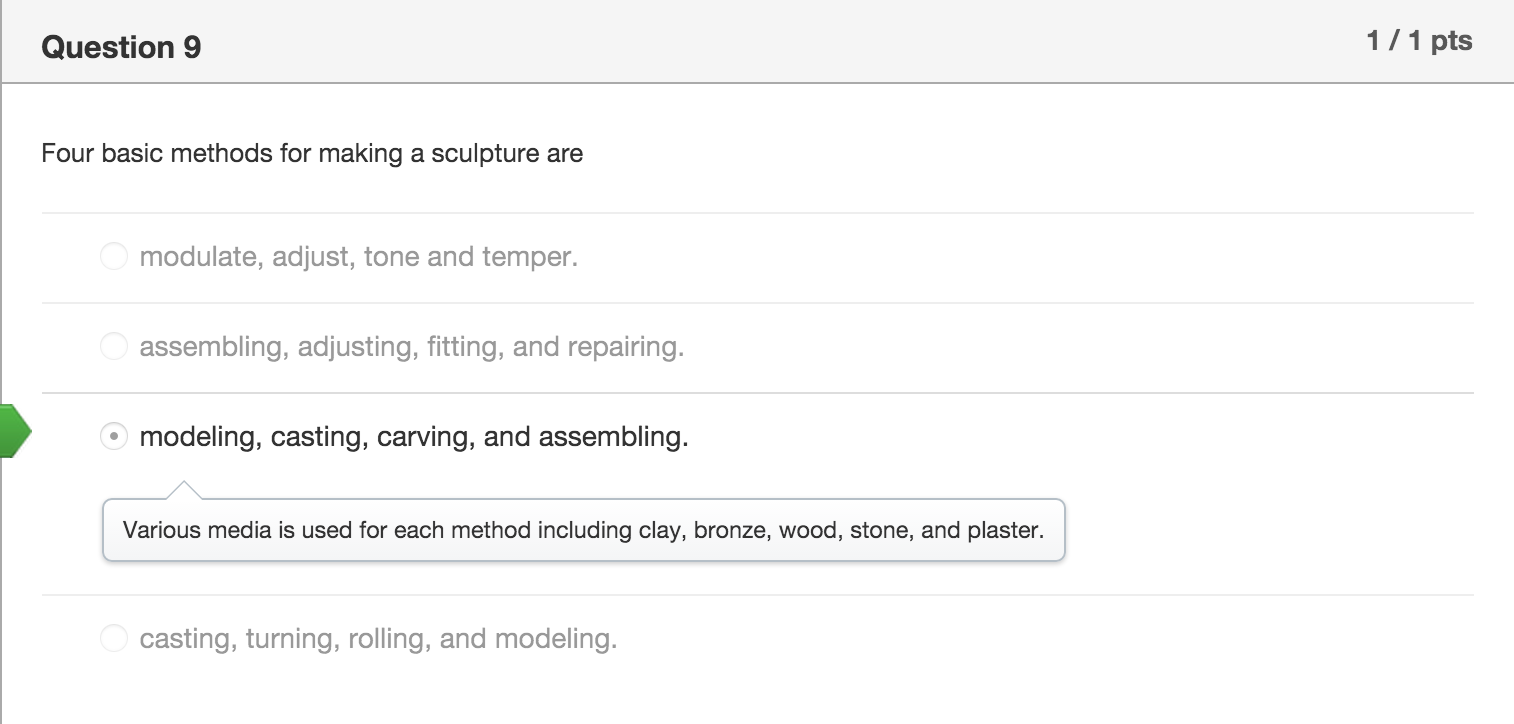 Question 9
1 / 1 pts
Four basic methods for making a sculpture are
modulate, adjust, tone and temper.
assembling, adjusting, fitting, and repairing.
modeling, casting, carving, and assembling.
Various media is used for each method including clay, bronze, wood, stone, and plaster.
casting, turning, rolling, and modeling.